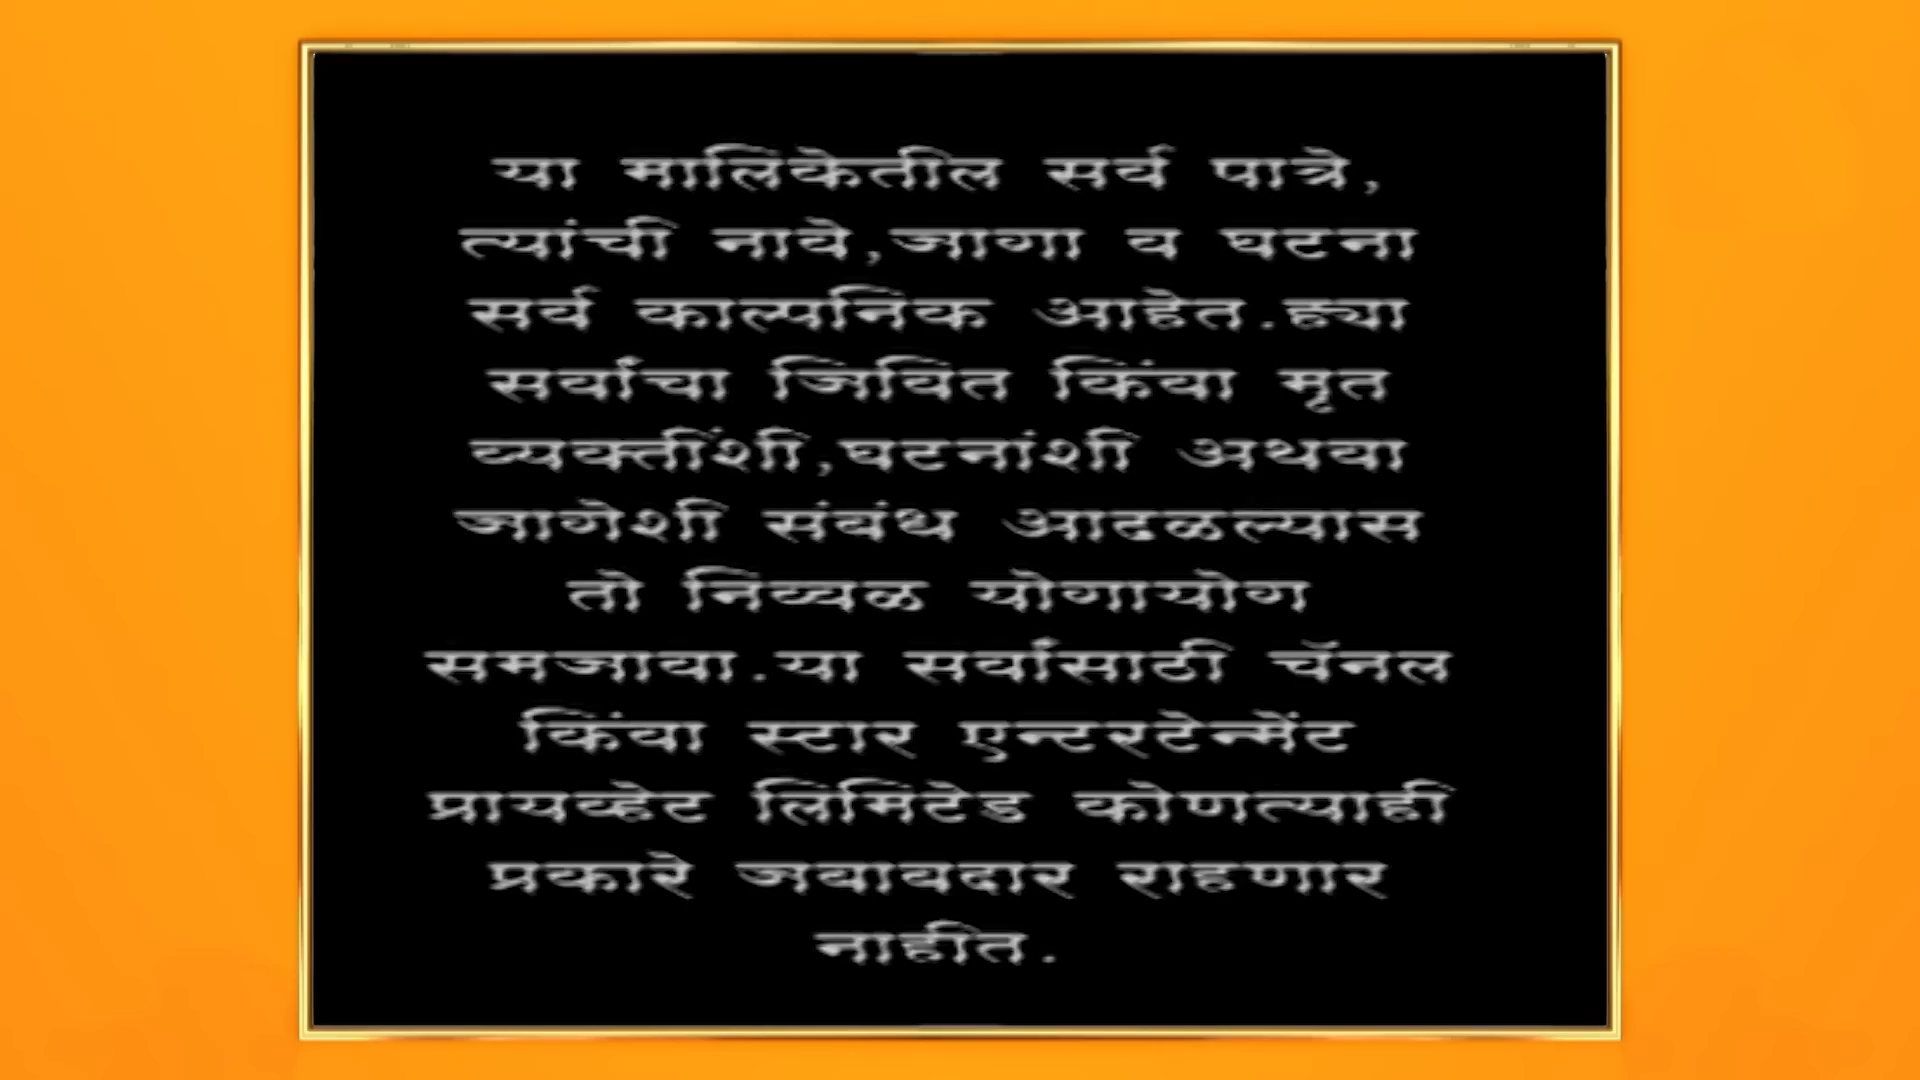 या मालिकेतील सर्व पात्रे,
त्यांची नावे,जागा व घटना
सर्व काल्पनिक आहेत.ह्या
सर्वांचा जिवित किंवा मृत
व्यक्तींशी,घटनांशी अथवा
जागेशी संबंध आढळल्यास
तो निव्वळ योगायोग
समजावा.या सर्वांसाठी चॅनल
किंवा स्टार एन्टरटेन्मेंट
प्रायव्हेट लिमिटेड कोणत्याही
प्रकारे जबाबदार राहणार
नाहीत.